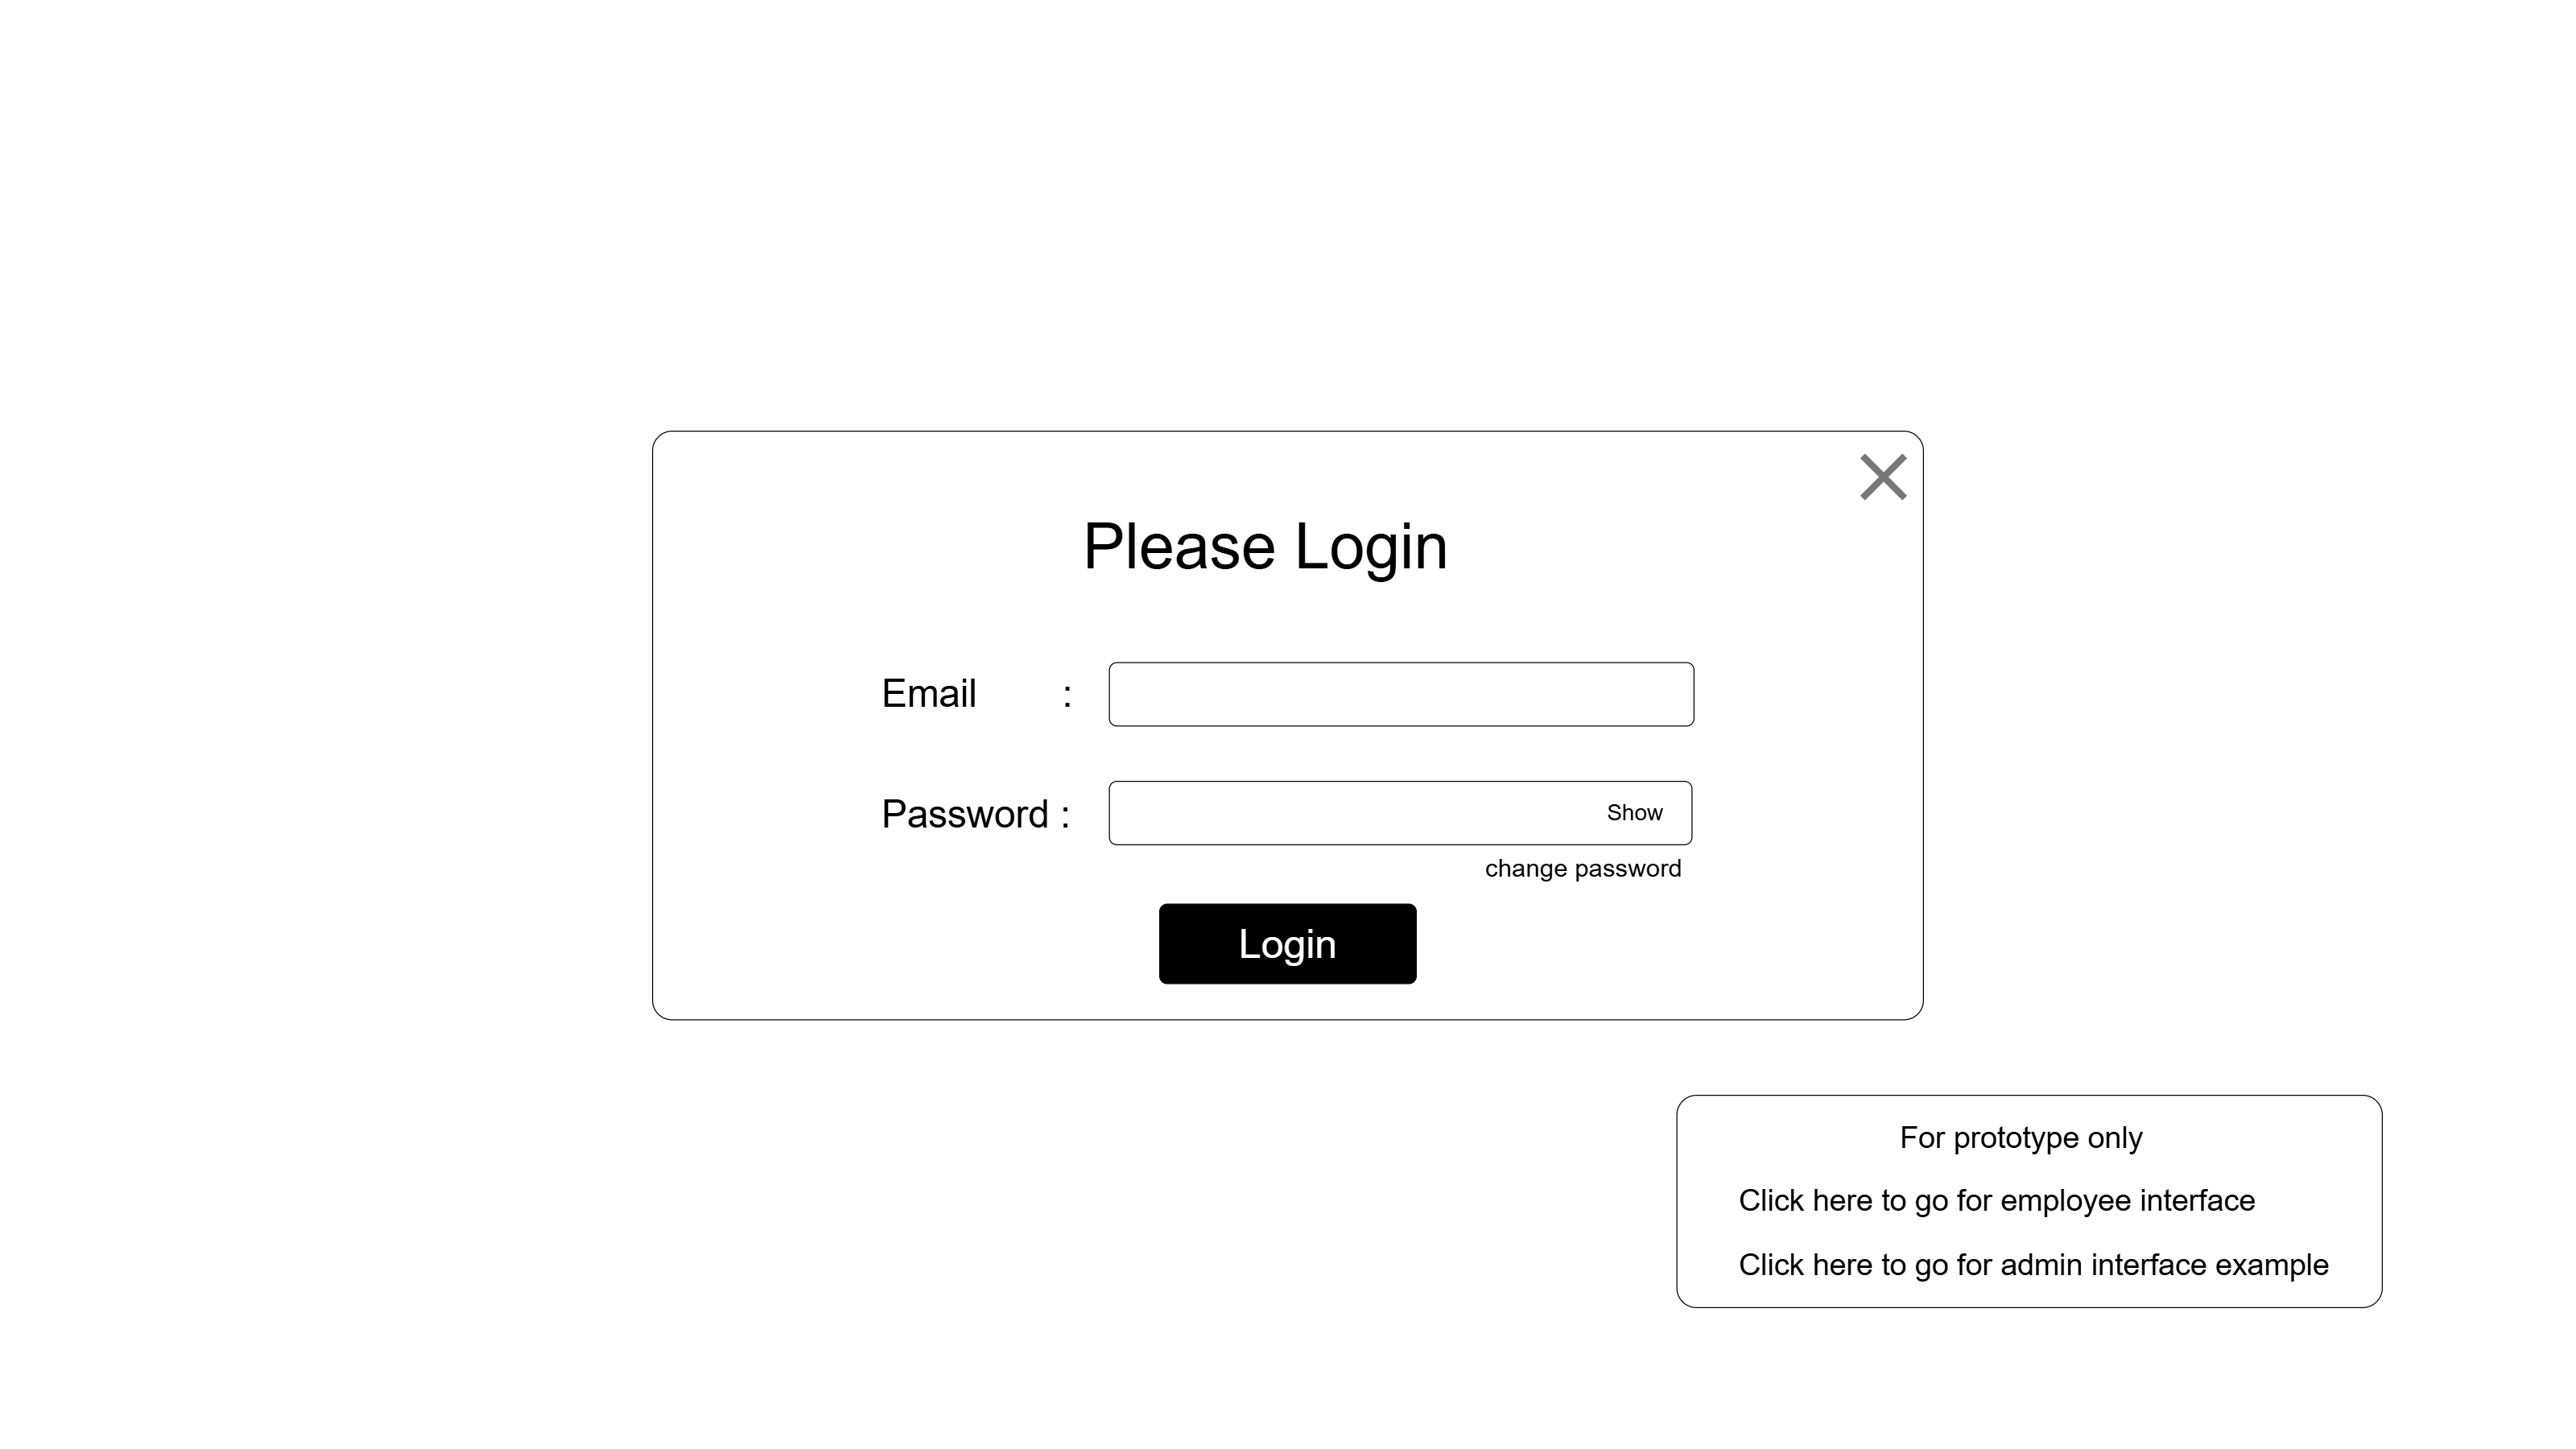 Please Login
Email :
Password :
Show
change password
Login
For prototype only
Click here to go for employee interface
Click here to go for admin interface example